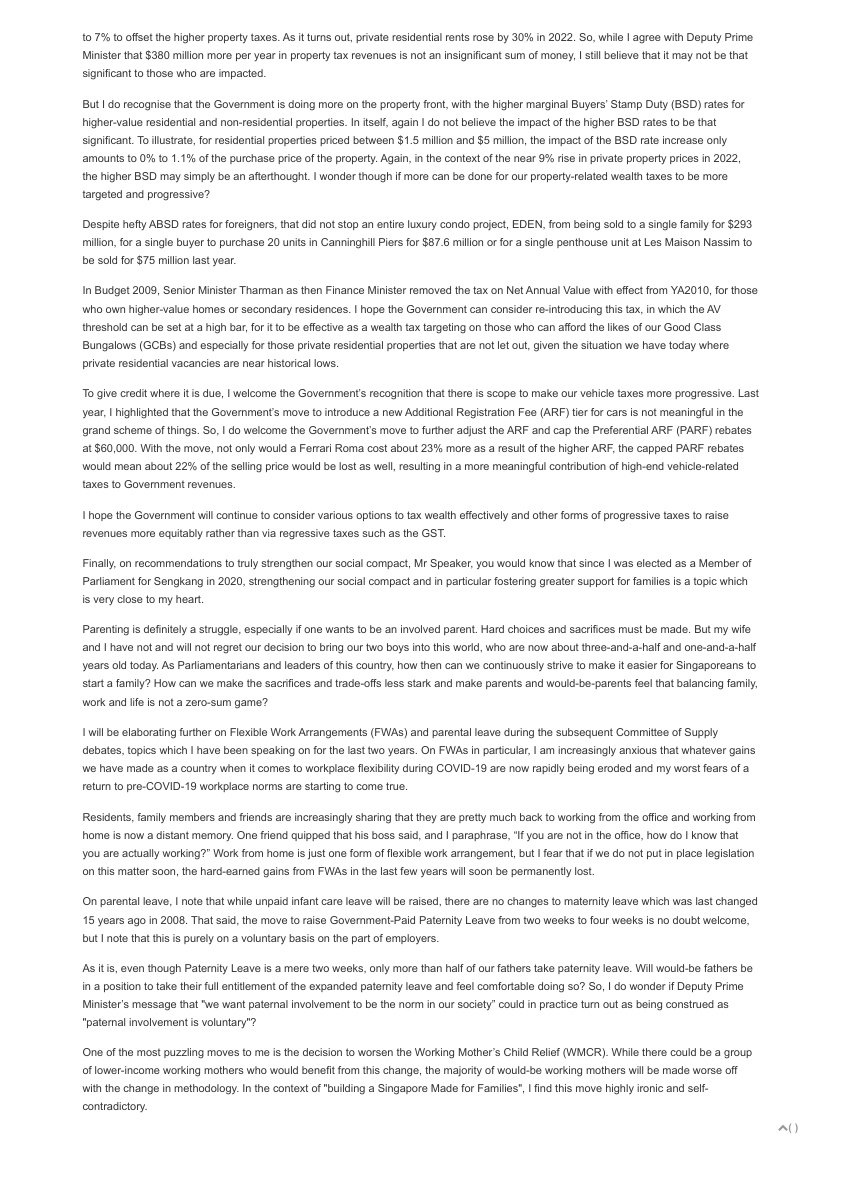 to 7% to offset the higher property taxes. As it turns out, private residential rents rose by 30% in 2022. So, while I agree with Deputy Prime
Minister that $380 million more per year in property tax revenues is not an insignificant sum of money, I still believe that it may not be that
significant to those who are impacted.
But I do recognise that the Government is doing more on the property front, with the higher marginal Buyers' Stamp Duty (BSD) rates for
higher-value residential and non-residential properties. In itself, again I do not believe the impact of the higher BSD rates to be that
significant. To illustrate, for residential properties priced between $1.5 million and $5 million, the impact of the BSD rate increase only
amounts to 0% to 1.1% of the purchase price of the property. Again, in the context of the near 9% rise in private property prices in 2022,
the higher BSD may simply be an afterthought. I wonder though if more can be done for our property-related wealth taxes to be more
targeted and progressive?
Despite hefty ABSD rates for foreigners, that did not stop an entire luxury condo project, EDEN, from being sold to a single family for $293
million, for a single buyer to purchase 20 units in Canninghill Piers for $87.6 million or for a single penthouse unit at Les Maison Nassim to
be sold for $75 million last year.
In Budget 2009, Senior Minister Tharman as then Finance Minister removed the tax on Net Annual Value with effect from YA2010, for those
who own higher-value homes or secondary residences. I hope the Government can consider re-introducing this tax, in which the AV
threshold can be set at a high bar, for it to be effective as a wealth tax targeting on those who can afford the likes of our Good Class
Bungalows (GCBs) and especially for those private residential properties that are not let out, given the situation we have today where
private residential vacancies are near historical lows.
To give credit where it is due, I welcome the Government's recognition that there is scope to make our vehicle taxes more progressive. Last
year, I highlighted that the Government's move to introduce a new Additional Registration Fee (ARF) tier for cars is not meaningful in the
grand scheme of things. So, I do welcome the Government's move to further adjust the ARF and cap the Preferential ARF (PARF) rebates
at $60,000. With the move, not only would a Ferrari Roma cost about 23% more as a result of the higher ARF, the capped PARF rebates
would mean about 22% of the selling price would be lost as well, resulting in a more meaningful contribution of high-end vehicle-related
taxes to Government revenues.
I hope the Government will continue to consider various options to tax wealth effectively and other forms of progressive taxes to raise
revenues more equitably rather than via regressive taxes such as the GST.
Finally, on recommendations to truly strengthen our social compact, Mr Speaker, you would know that since I was elected as a Member of
Parliament for Sengkang in 2020, strengthening our social compact and in particular fostering greater support for families is a topic which
is very close to my heart.
Parenting is definitely a struggle, especially if one wants to be an involved parent. Hard choices and sacrifices must be made. But my wife
and I have not and will not regret our decision to bring our two boys into this world, who are now about three-and-a-half and one-and-a-half
years old today. As Parliamentarians and leaders of this country, how then can we continuously strive to make it easier for Singaporeans to
start a family? How can we make the sacrifices and trade-offs less stark and make parents and would-be-parents feel that balancing family,
work and life is not a zero-sum game?
I will be elaborating further on Flexible Work Arrangements (FWAs) and parental leave during the subsequent Committee of Supply
debates, topics which I have been speaking on for the last two years. On FWAs in particular, I am increasingly anxious that whatever gains
we have made as a country when it comes to workplace flexibility during COVID-19 are now rapidly being eroded and my worst fears of a
return to pre-COVID-19 workplace norms are starting to come true.
Residents, family members and friends are increasingly sharing that they are pretty much back to working from the office and working from
home is now a distant memory. One friend quipped that his boss said, and I paraphrase, "If you are not in the office, how do I know that
you are actually working?" Work from home is just one form of flexible work arrangement, but I fear that if we do not put in place legislation
on this matter soon, the hard-earned gains from FWAs in the last few years will soon be permanently lost.
On parental leave, I note that while unpaid infant care leave will be raised, there are no changes to maternity leave which was last changed
15 years ago in 2008. That said, the move to raise Government-Paid Paternity Leave from two weeks to four weeks is no doubt welcome,
but I note that this is purely on a voluntary basis on the part of employers.
As it is, even though Paternity Leave is a mere two weeks, only more than half of our fathers take paternity leave. Will would-be fathers be
in a position to take their full entitlement of the expanded paternity leave and feel comfortable doing so? So, I do wonder if Deputy Prime
Minister's message that "we want paternal involvement to be the norm in our society" could in practice turn out as being construed as
"paternal involvement is voluntary"?
One of the most puzzling moves to me is the decision to worsen the Working Mother's Child Relief (WMCR). While there could be a group
of lower-income working mothers who would benefit from this change, the majority of would-be working mothers will be made worse off
with the change in methodology. In the context of "building a Singapore Made for Families", I find this move highly ironic and self-
contradictory.
( )